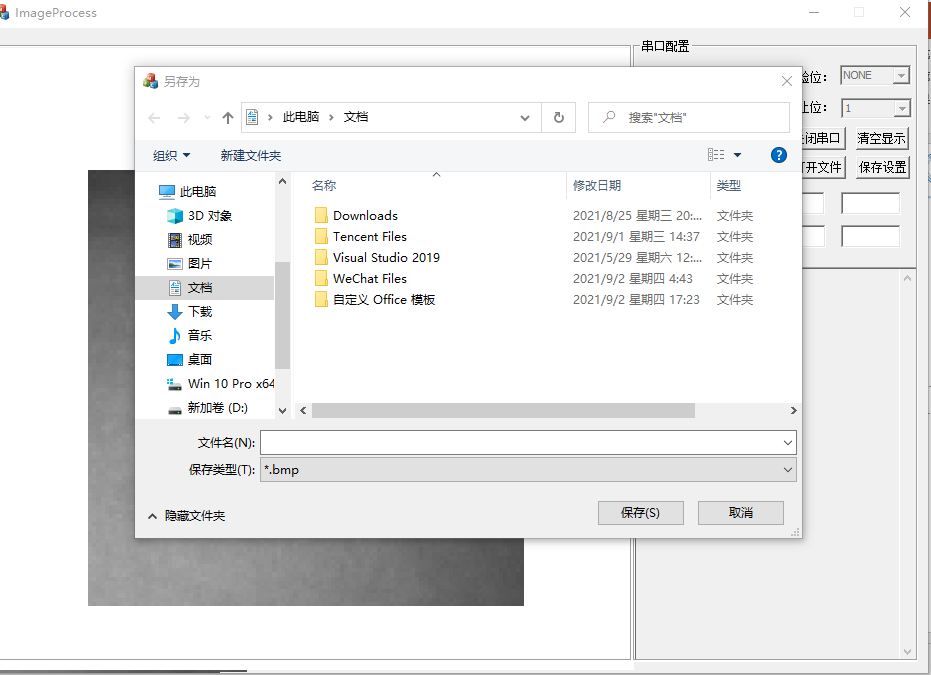 ImageProcess
串口配置
另存为
验位: NONE
此电脑 > 文档
搜索"文档"
止位: 1
闭串口 清空显示
组织 新建文件夹
打开文件 保存设置
此电脑
3D 对象
视频
图片
文档
下载
音乐
桌面
Win 10 Pro x64
新加卷 (D:)
名称 修改日期 类型
Downloads 2021/8/25 星期三 20:... 文件夹
Tencent Files 2021/9/1 星期三 14:37 文件夹
Visual Studio 2019 2021/5/29 星期六 12:... 文件夹
WeChat Files 2021/9/2 星期四 4:43 文件夹
自定义 Office 模板 2021/9/2 星期四 17:23 文件夹
文件名(N):
保存类型(T): *.bmp
隐藏文件夹
保存(S) 取消